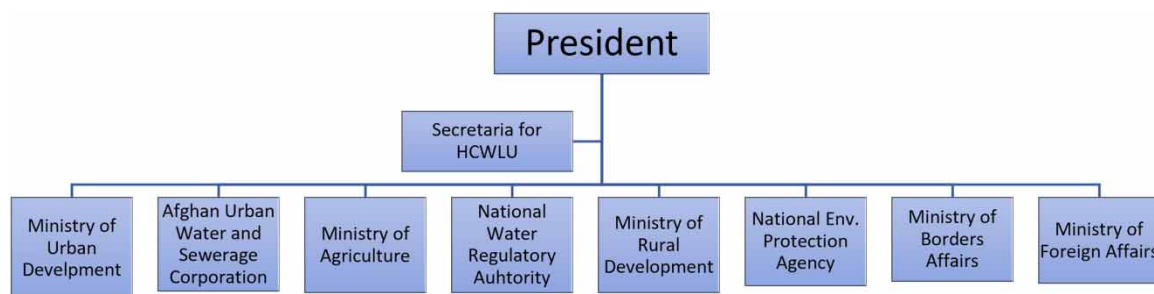 President
Secretaria for
HCWLU
Ministry of
Urban
Develpment
Afghan Urban
Water and
Sewerage
Corporation
Ministry of
Agriculture
National
Water
Regulatory
Auhtority
Ministry of
Rural
Development
National Env.
Protection
Agency
Ministry of
Borders
Affairs
Ministry of
Foreign Affairs